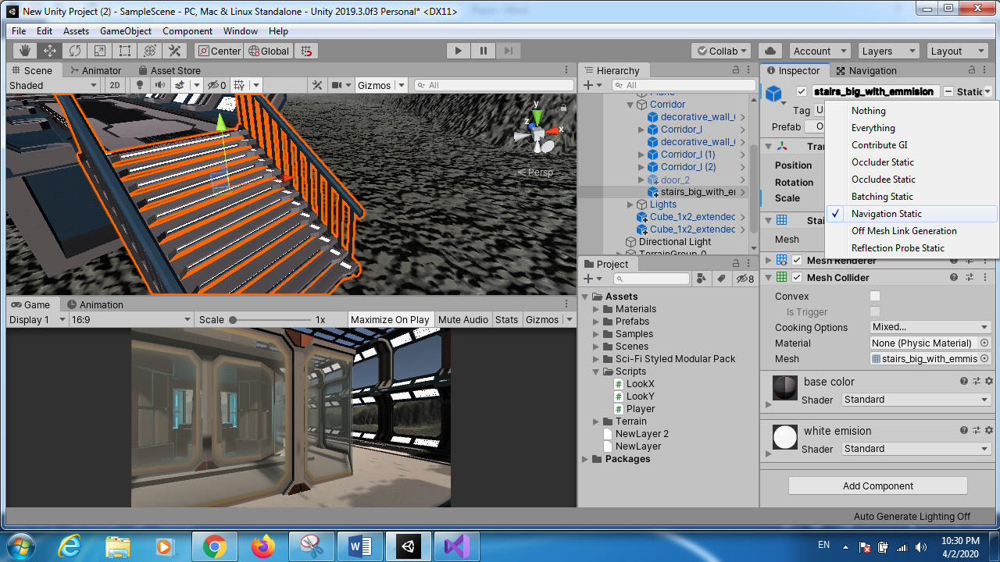 New Unity Project (2) - SampleScene - PC, Mac & Linux Standalone - Unity 2019.3.0f3 Personal* <DX11>
File Edit Assets GameObject Component Window Help
Center Global Collab Account Layers Layout
Scene Animator Asset Store
Shaded 2D 0 Gizmos All
y
z
x
Persp
Game Animation
Display 1 16:9 Scale 1x Maximize On Play Mute Audio Stats Gizmos
Hierarchy
All
Plane
Corridor
decorative_wall_
Corridor_I
decorative_wall_
Corridor_I (1)
Corridor_I (2)
door_2
stairs_big_with_er
Lights
Cube_1x2_extended
Cube_1x2_extended
Directional Light
TerrainGroup_0
Project
8
Assets
Materials
Prefabs
Samples
Scenes
Sci-Fi Styled Modular Pack
Scripts
LookX
LookY
Player
Terrain
NewLayer 2
NewLayer
Packages
Inspector Navigation
stairs_big_with_emmision Static
Tag U
Prefab O
Nothing
Everything
Contribute GI
Occluder Static
Occludee Static
Batching Static
Navigation Static
Off Mesh Link Generation
Reflection Probe Static
Tran
Position
Rotation
Scale
Stai
Mesh
Mesh Renderer
Mesh Collider
Convex
Is Trigger
Cooking Options Mixed...
Material None (Physic Material)
Mesh stairs_big_with_emmis
base color
Shader Standard
white emision
Shader Standard
Add Component
Auto Generate Lighting Off
EN
10:30 PM
4/2/2020